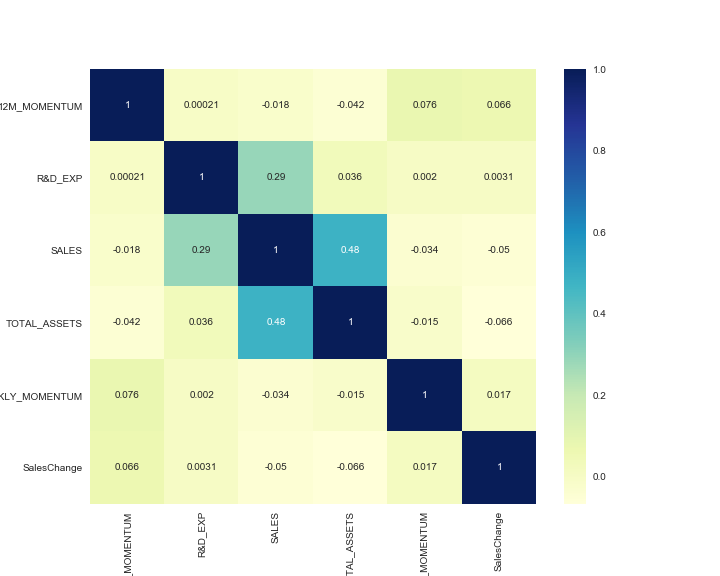 12M_MOMENTUM 1 0.00021 -0.018 -0.042 0.076 0.066
R&D_EXP 0.00021 1 0.29 0.036 0.002 0.0031
SALES -0.018 0.29 1 0.48 -0.034 -0.05
TOTAL_ASSETS -0.042 0.036 0.48 1 -0.015 -0.066
KLY_MOMENTUM 0.076 0.002 -0.034 -0.015 1 0.017
SalesChange 0.066 0.0031 -0.05 -0.066 0.017 1
_MOMENTUM
R&D_EXP
SALES
TAL_ASSETS
_MOMENTUM
SalesChange
1.0
0.8
0.6
0.4
0.2
0.0